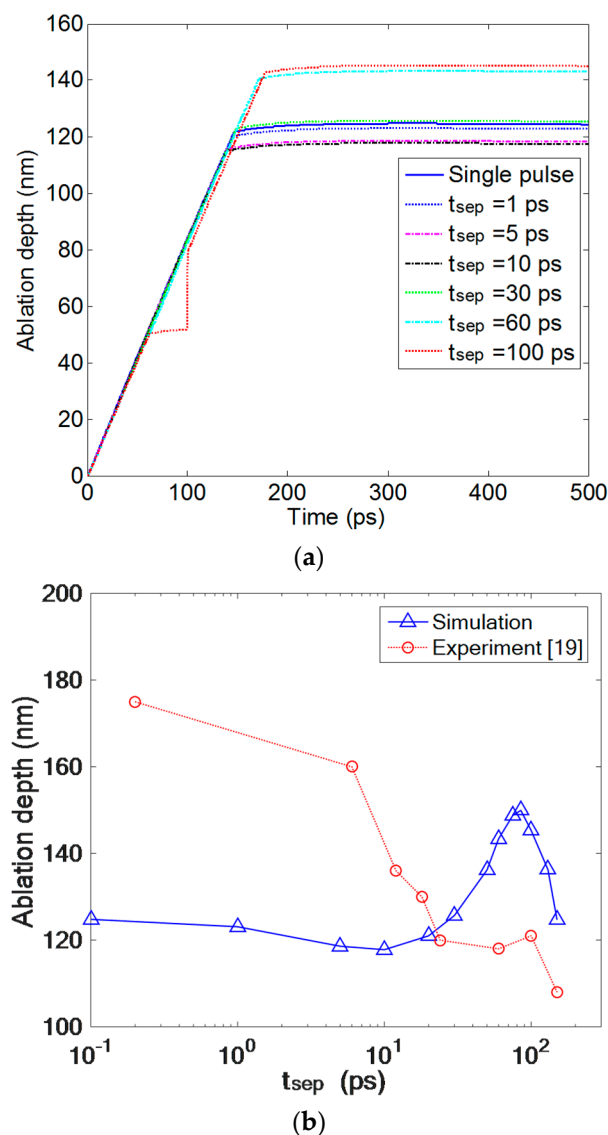 160
140
120
100
80
60
40
20
0
Ablation depth (nm)
Single pulse
tsep =1 ps
tsep =5 ps
tsep =10 ps
tsep =30 ps
tsep =60 ps
tsep =100 ps
0 100 200 300 400 500
Time (ps)
(a)
200
180
160
140
120
100
Ablation depth (nm)
Simulation
Experiment [19]
10⁻¹ 10⁰ 10¹ 10²
tsep (ps)
(b)